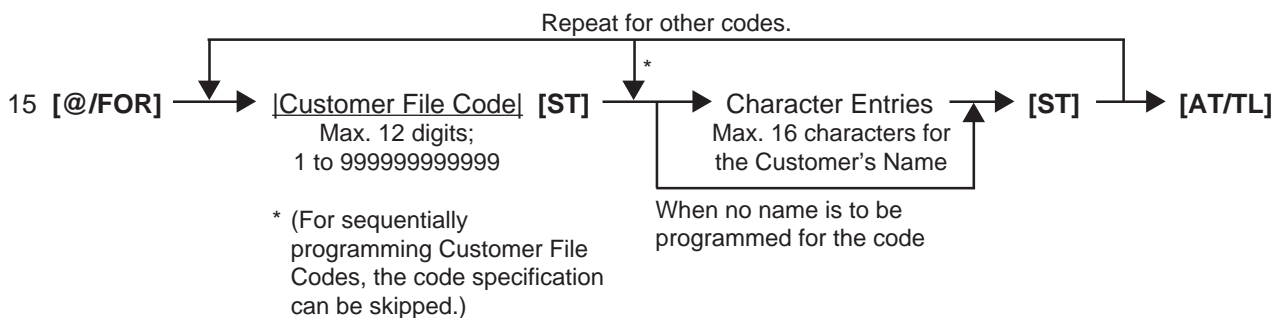 Repeat for other codes.
*
15 [@/FOR] |Customer File Code| [ST] Character Entries [ST] [AT/TL]
Max. 12 digits;
1 to 999999999999
Max. 16 characters for
the Customer's Name
* (For sequentially
programming Customer File
Codes, the code specification
can be skipped.)
When no name is to be
programmed for the code